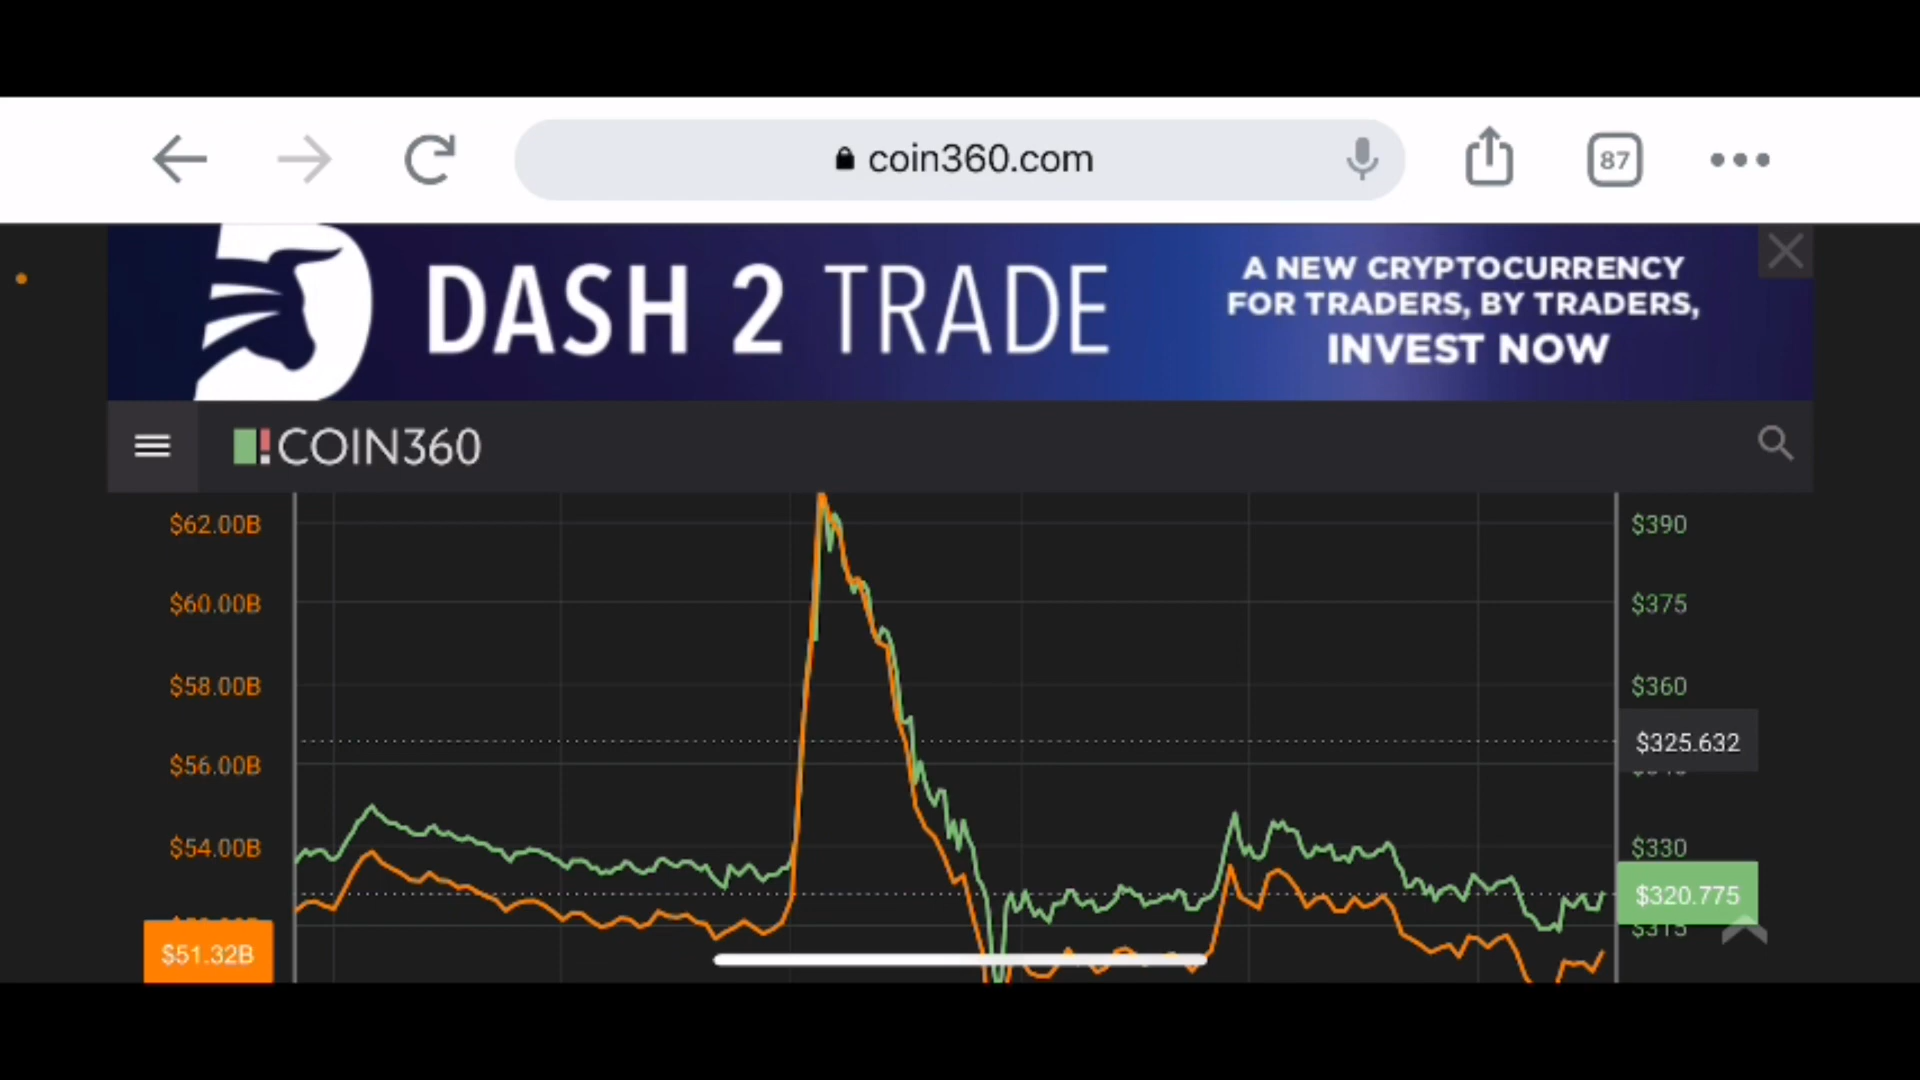 coin360.com
87
DASH 2 TRADE
A NEW CRYPTOCURRENCY
FOR TRADERS, BY TRADERS,
INVEST NOW
COIN360
$62.00B
$390
$60.00B
$375
$58.00B
$360
$325.632
$56.00B
$54.00B
$330
$320.775
$315
$51.32B